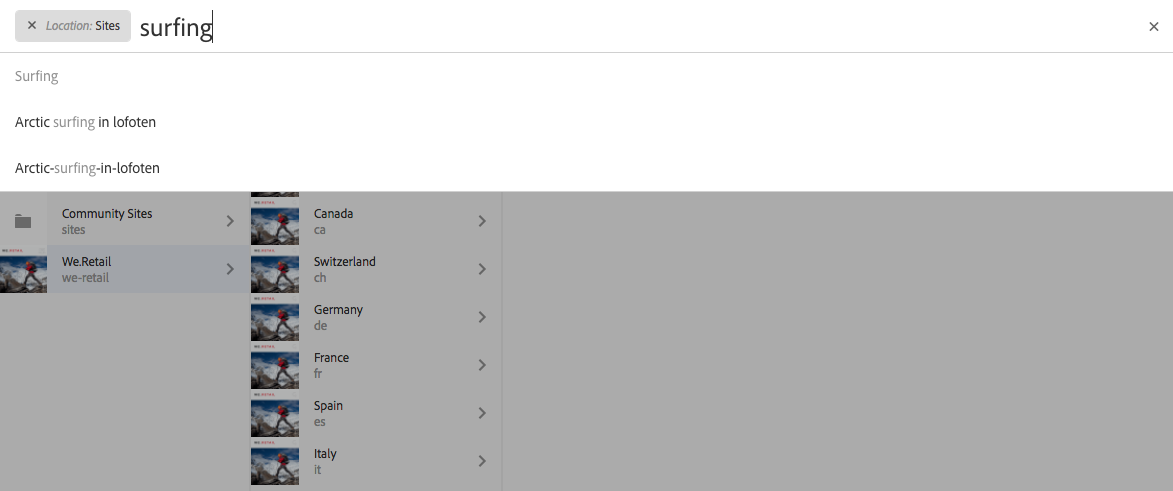 × Location: Sites surfing ×
Surfing
Arctic surfing in lofoten
Arctic-surfing-in-lofoten
Community Sites
sites
We.Retail
we-retail
Canada
ca
Switzerland
ch
Germany
de
France
fr
Spain
es
Italy
it